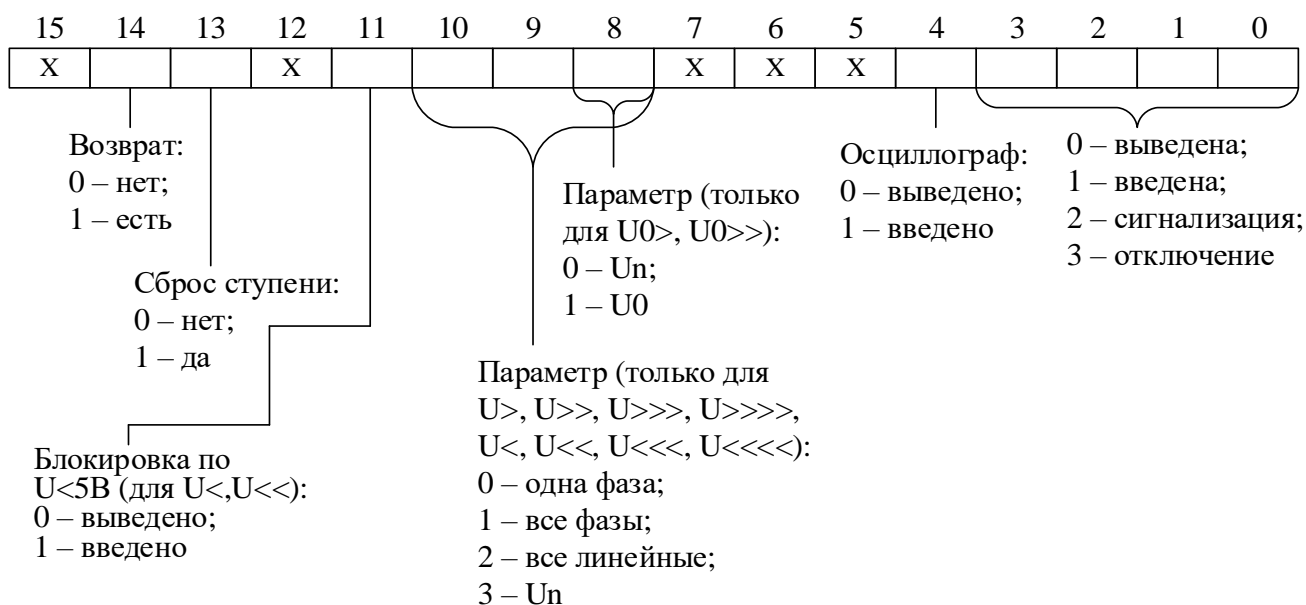 15 14 13 12 11 10 9 8 7 6 5 4 3 2 1 0
X X X X X
Возврат:
0 – нет;
1 – есть
Сброс ступени:
0 – нет;
1 – да
Блокировка по
U<5В (для U<,U<<):
0 – выведено;
1 – введено
Параметр (только для
U>, U>>, U>>>, U>>>>,
U<, U<<, U<<<, U<<<<):
0 – одна фаза;
1 – все фазы;
2 – все линейные;
3 – Un
Параметр (только
для U0>, U0>>):
0 – Un;
1 – U0
Осциллограф:
0 – выведено;
1 – введено
0 – выведена;
1 – введена;
2 – сигнализация;
3 – отключение